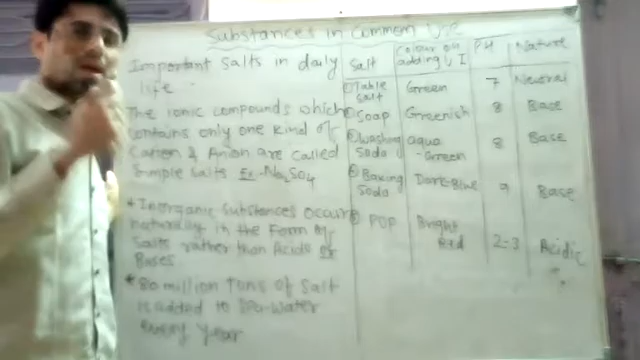 Substances in Common Use
Important Salts in daily
life
The ionic compounds which
contains only one kind of
Cation & Anion are called
Simple salts Ex-Na2SO4
* Inorganic Substances occur
naturally in the Form of
Salts rather than Acids or
Bases
* 80 million Tons of Salt
is added to Sea-Water
every year
Salt Colour on adding U I PH Nature
Table Salt Green 7 Neutral
Soap Greenish 8 Base
Washing Soda aqua-Green 8 Base
Baking Soda Dark-Blue 9 Base
POP Bright Red 2-3 Acidic